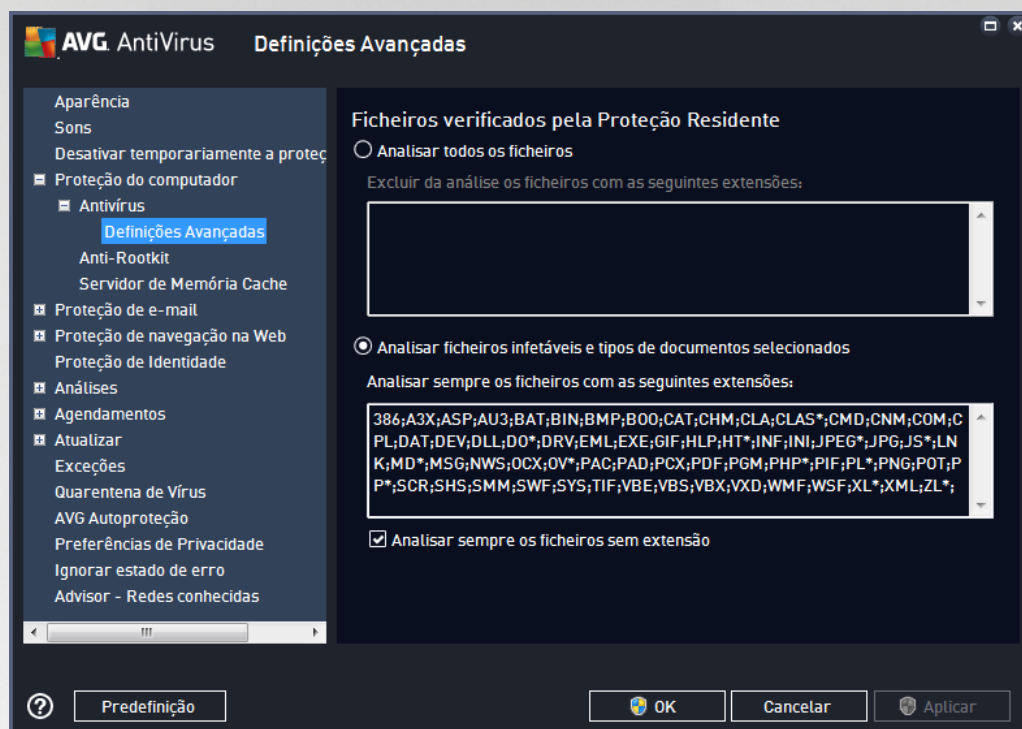 AVG. AntiVirus Definições Avançadas
Aparência
Sons
Desativar temporariamente a proteç
Proteção do computador
Antivírus
Definições Avançadas
Anti-Rootkit
Servidor de Memória Cache
Proteção de e-mail
Proteção de navegação na Web
Proteção de Identidade
Análises
Agendamentos
Atualizar
Exceções
Quarentena de Vírus
AVG Autoproteção
Preferências de Privacidade
Ignorar estado de erro
Advisor - Redes conhecidas
Ficheiros verificados pela Proteção Residente
Analisar todos os ficheiros
Excluir da análise os ficheiros com as seguintes extensões:
Analisar ficheiros infetáveis e tipos de documentos selecionados
Analisar sempre os ficheiros com as seguintes extensões:
386;A3X;ASP;AU3;BAT;BIN;BMP;BOO;CAT;CHM;CLA;CLAS*;CMD;CNM;COM;C
PL;DAT;DEV;DLL;DO*;DRV;EML;EXE;GIF;HLP;HT*;INF;INI;JPEG*;JPG;JS*;LN
K;MD*;MSG;NWS;OCX;OV*;PAC;PAD;PCX;PDF;PGM;PHP*;PIF;PL*;PNG;POT;P
P*;SCR;SHS;SMM;SWF;SYS;TIF;VBE;VBS;VBX;VXD;WMF;WSF;XL*;XML;ZL*;
Analisar sempre os ficheiros sem extensão
Predefinição
OK
Cancelar
Aplicar